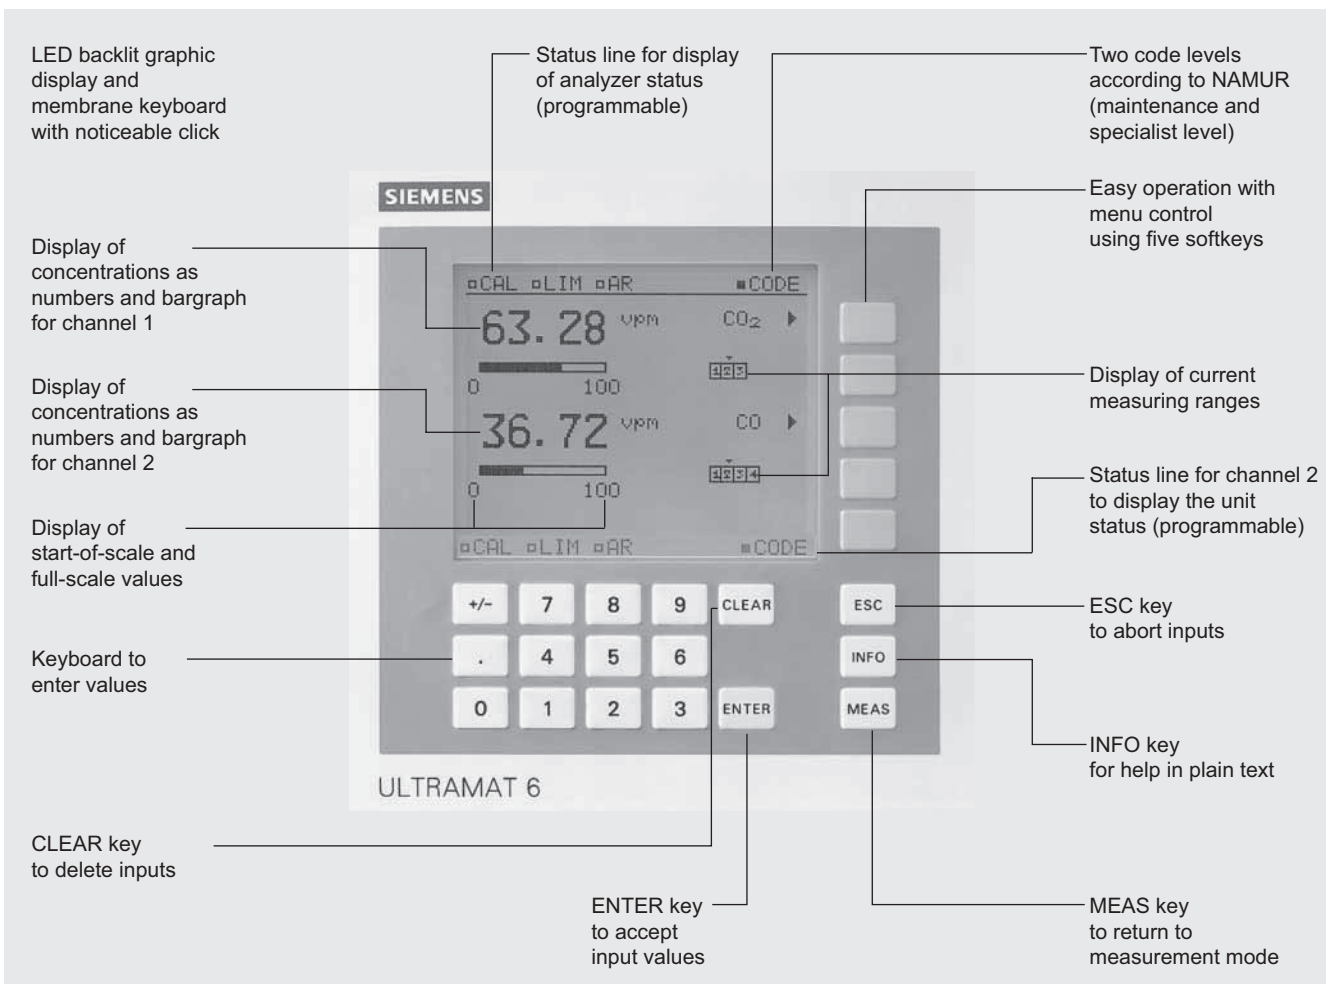 LED backlit graphic
display and
membrane keyboard
with noticeable click
Status line for display
of analyzer status
(programmable)
Two code levels
according to NAMUR
(maintenance and
specialist level)
Easy operation with
menu control
using five softkeys
SIEMENS
Display of
concentrations as
numbers and bargraph
for channel 1
CAL LIM AR CODE
63.28 vpm CO₂
0 100
1 2 3
Display of
concentrations as
numbers and bargraph
for channel 2
36.72 vpm CO
0 100
1 2 3 4
Display of current
measuring ranges
Status line for channel 2
to display the unit
status (programmable)
Display of
start-of-scale and
full-scale values
CAL LIM AR CODE
+/- 7 8 9 CLEAR ESC
. 4 5 6 INFO
0 1 2 3 ENTER MEAS
ESC key
to abort inputs
Keyboard to
enter values
INFO key
for help in plain text
ULTRAMAT 6
CLEAR key
to delete inputs
ENTER key
to accept
input values
MEAS key
to return to
measurement mode